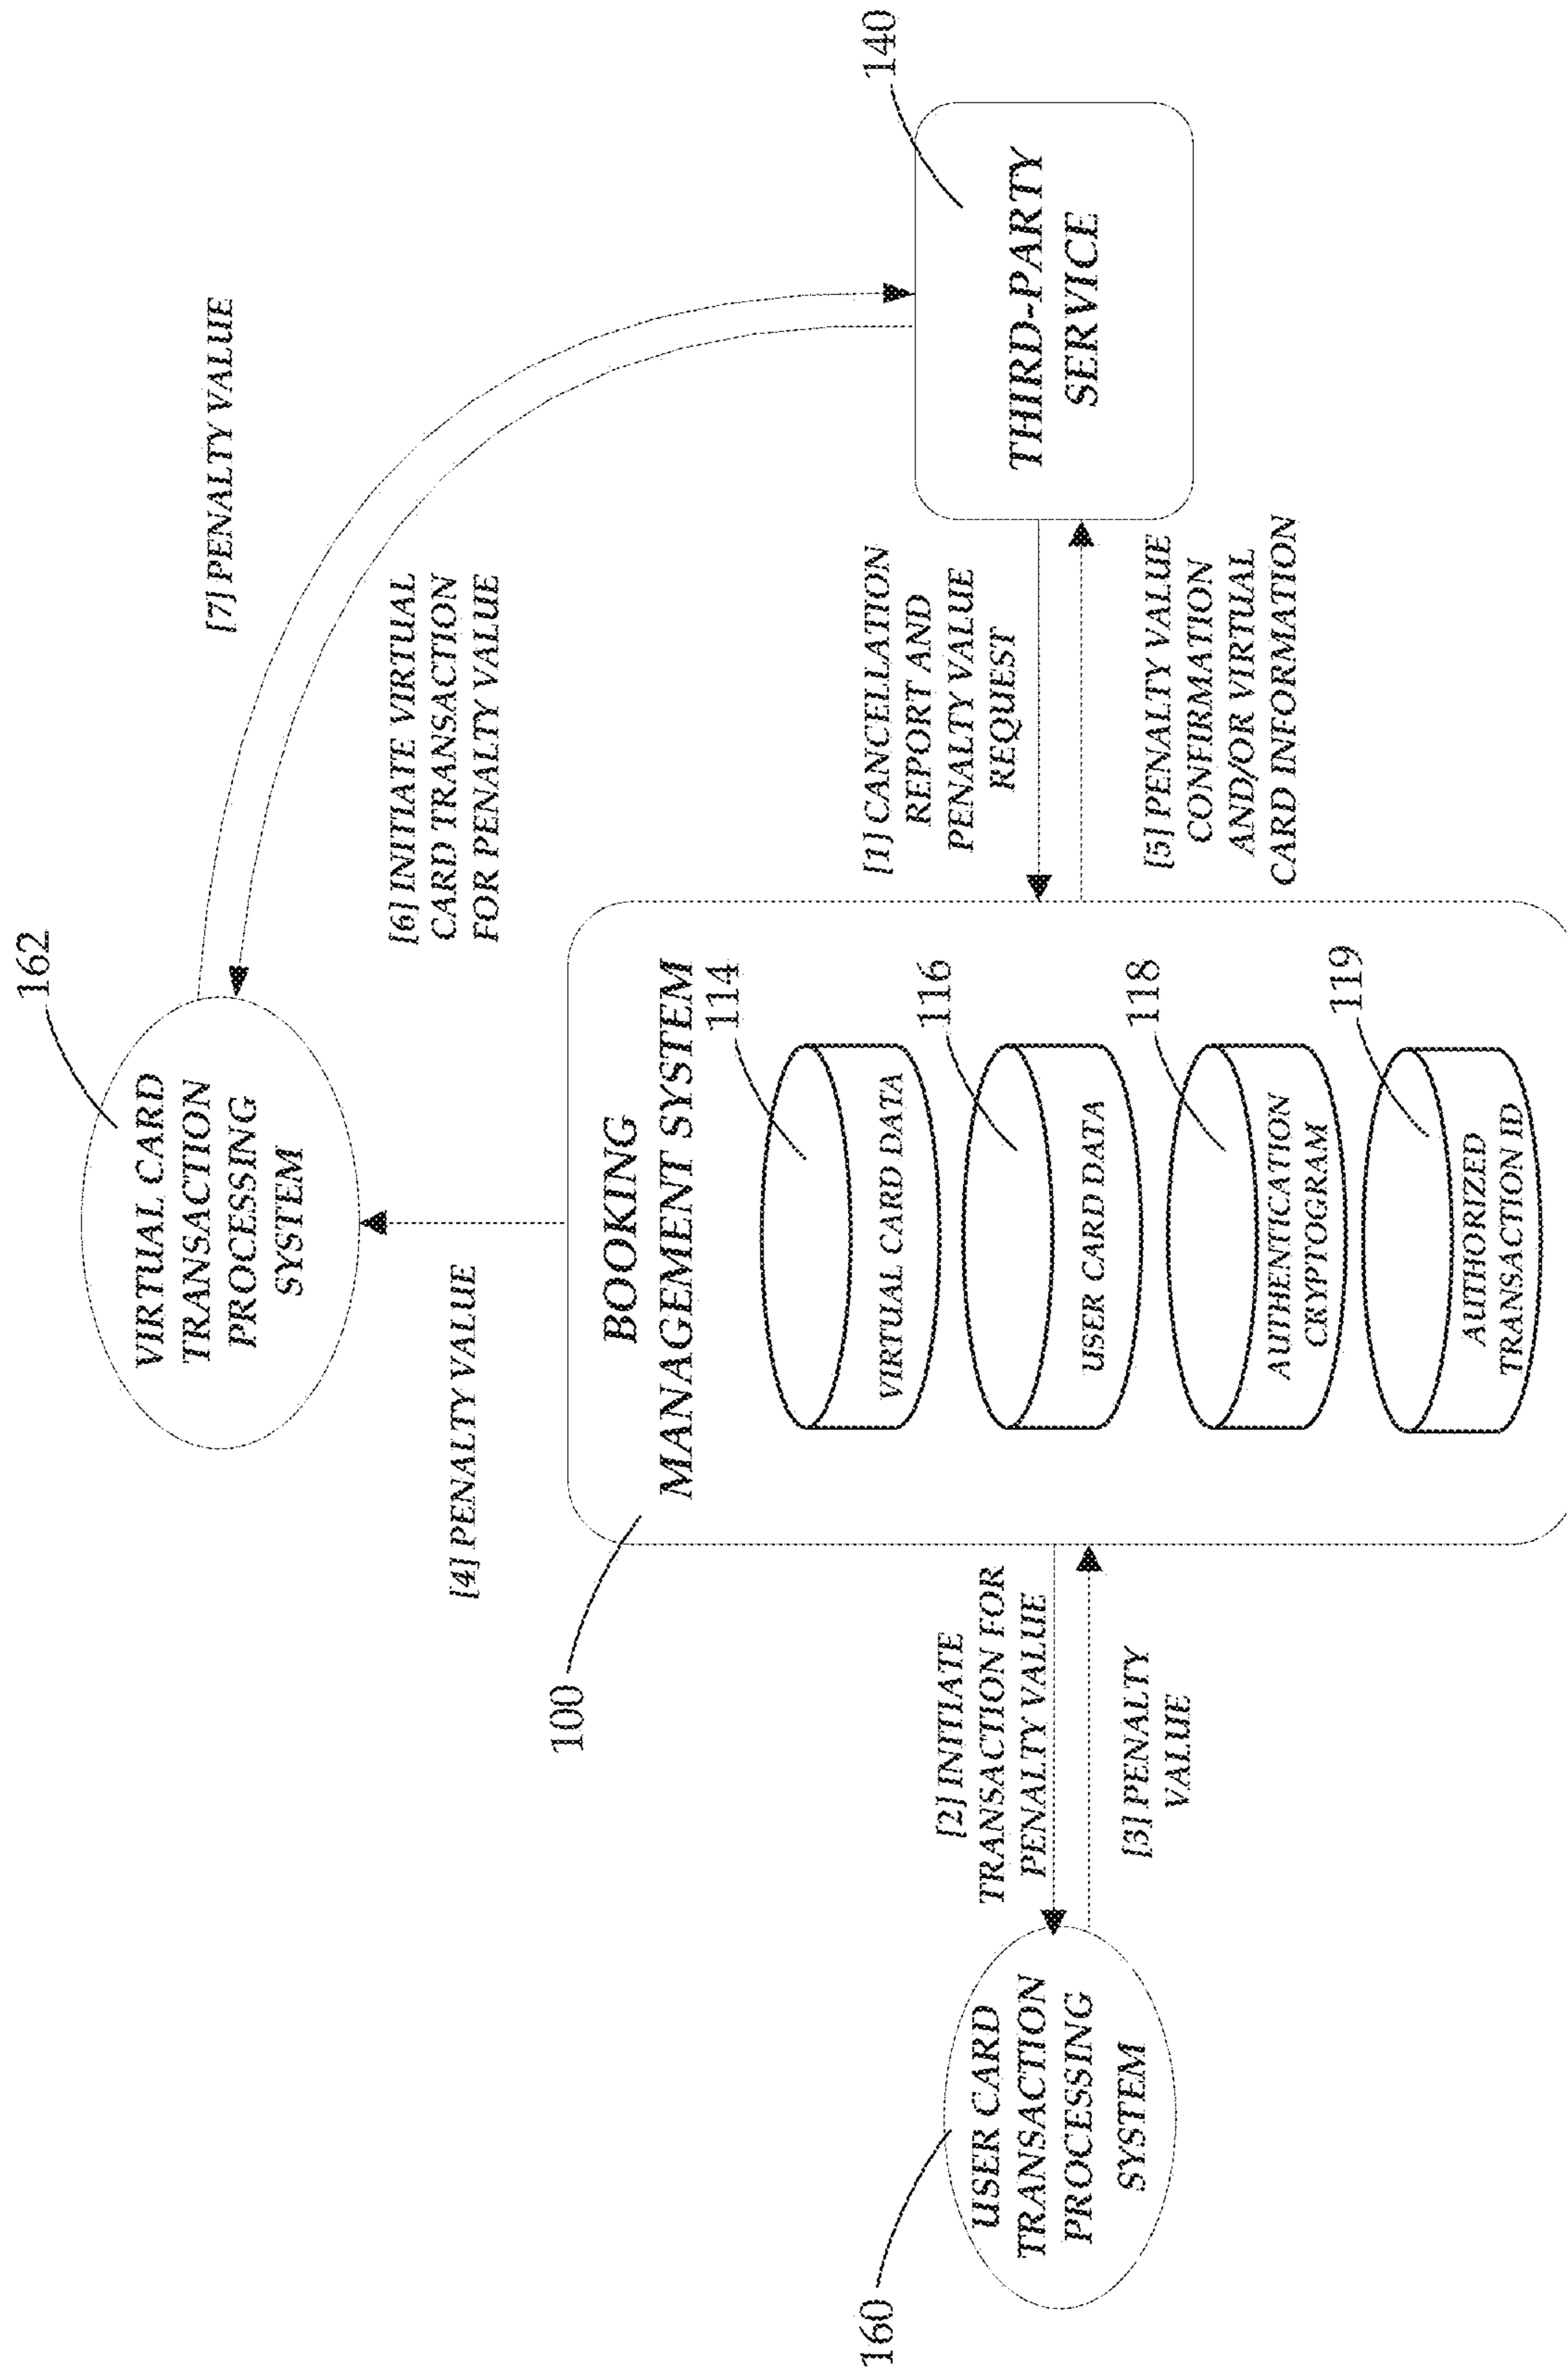 162
VIRTUAL CARD
TRANSACTION
PROCESSING
SYSTEM
[7] PENALTY VALUE
[6] INITIATE VIRTUAL
CARD TRANSACTION
FOR PENALTY VALUE
[4] PENALTY VALUE
100
BOOKING
MANAGEMENT SYSTEM
114
VIRTUAL CARD DATA
116
USER CARD DATA
118
AUTHENTICATION
CRYPTOGRAM
119
AUTHORIZED
TRANSACTION ID
160
USER CARD
TRANSACTION
PROCESSING
SYSTEM
[2] INITIATE
TRANSACTION FOR
PENALTY VALUE
[3] PENALTY
VALUE
[1] CANCELLATION
REPORT AND
PENALTY VALUE
REQUEST
[5] PENALTY VALUE
CONFIRMATION
AND/OR VIRTUAL
CARD INFORMATION
140
THIRD-PARTY
SERVICE